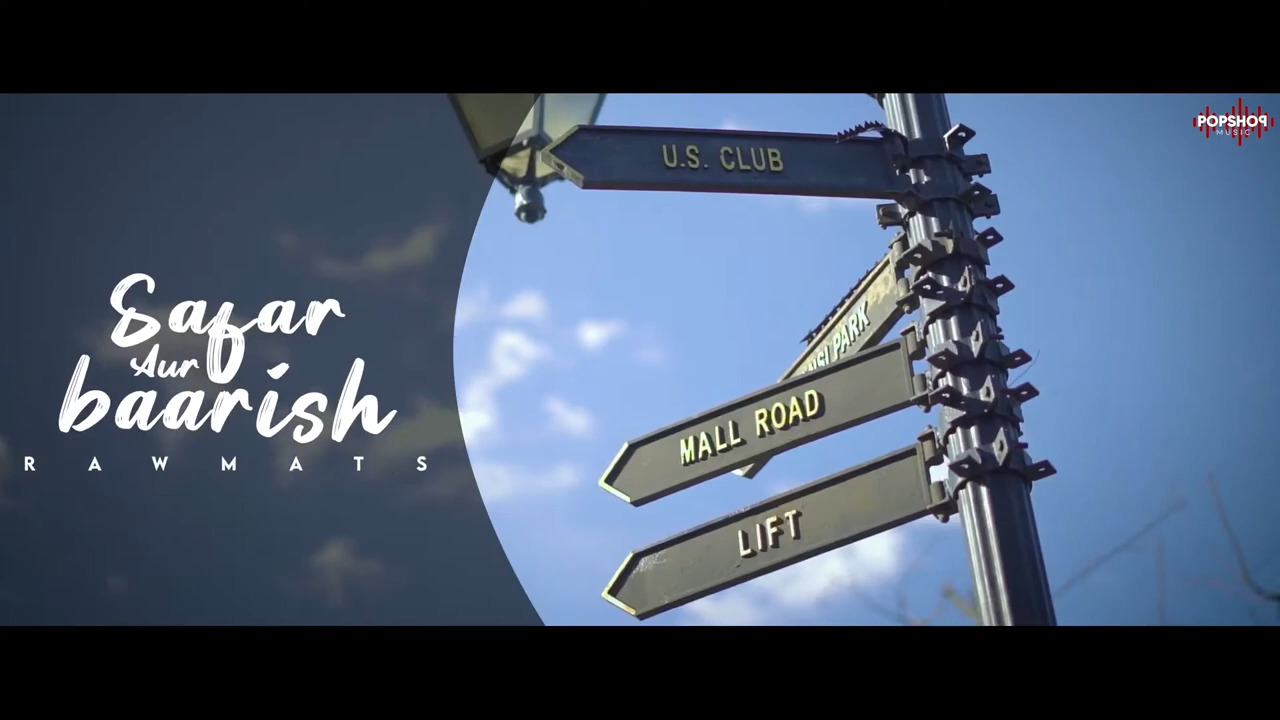 Safar
Aur
baarish
RAWMATS
U.S. CLUB
PARK
MALL ROAD
LIFT
POPSHOP
MUSIC